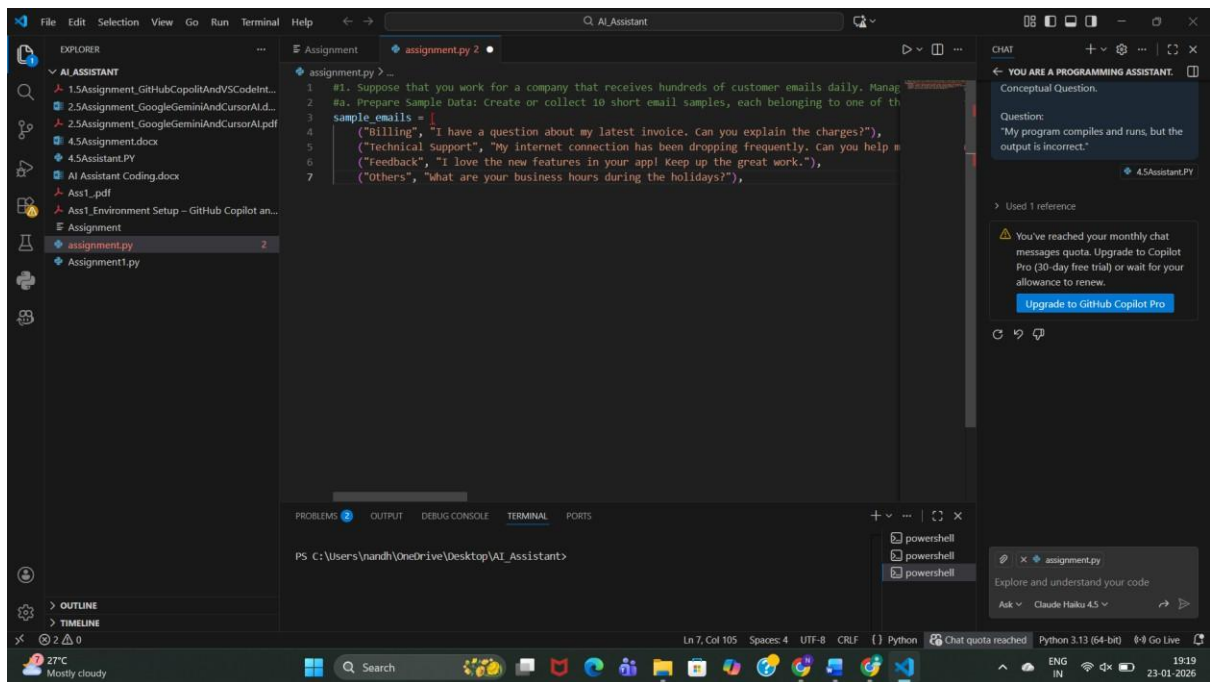 File Edit Selection View Go Run Terminal Help
AI_Assistant
EXPLORER
AI_ASSISTANT
1.5Assignment_GitHubCopolitAndVSCodeInt...
2.5Assignment_GoogleGeminiAndCursorAI.d...
2.5Assignment_GoogleGeminiAndCursorAI.pdf
4.5Assignment.docx
4.5Assistant.PY
AI Assistant Coding.docx
Ass1_.pdf
Ass1_Environment Setup – GitHub Copilot an...
Assignment
assignment.py 2
Assignment1.py
OUTLINE
TIMELINE
Assignment
assignment.py 2
assignment.py > ...
1 #1. Suppose that you work for a company that receives hundreds of customer emails daily. Manag
2 #a. Prepare Sample Data: Create or collect 10 short email samples, each belonging to one of th
3 sample_emails = [
4 ("Billing", "I have a question about my latest invoice. Can you explain the charges?"),
5 ("Technical Support", "My internet connection has been dropping frequently. Can you help m
6 ("Feedback", "I love the new features in your app! Keep up the great work."),
7 ("Others", "What are your business hours during the holidays?"),
PROBLEMS 2 OUTPUT DEBUG CONSOLE TERMINAL PORTS
PS C:\Users\nandh\OneDrive\Desktop\AI_Assistant>
powershell
powershell
powershell
CHAT
YOU ARE A PROGRAMMING ASSISTANT.
Conceptual Question.
Question:
"My program compiles and runs, but the
output is incorrect."
4.5Assistant.PY
Used 1 reference
You've reached your monthly chat
messages quota. Upgrade to Copilot
Pro (30-day free trial) or wait for your
allowance to renew.
Upgrade to GitHub Copilot Pro
assignment.py
Explore and understand your code
Ask Claude Haiku 4.5
2 0
Ln 7, Col 105 Spaces: 4 UTF-8 CRLF {} Python Chat quota reached Python 3.13 (64-bit) Go Live
27°C
Mostly cloudy
Search
ENG
IN
19:19
23-01-2026